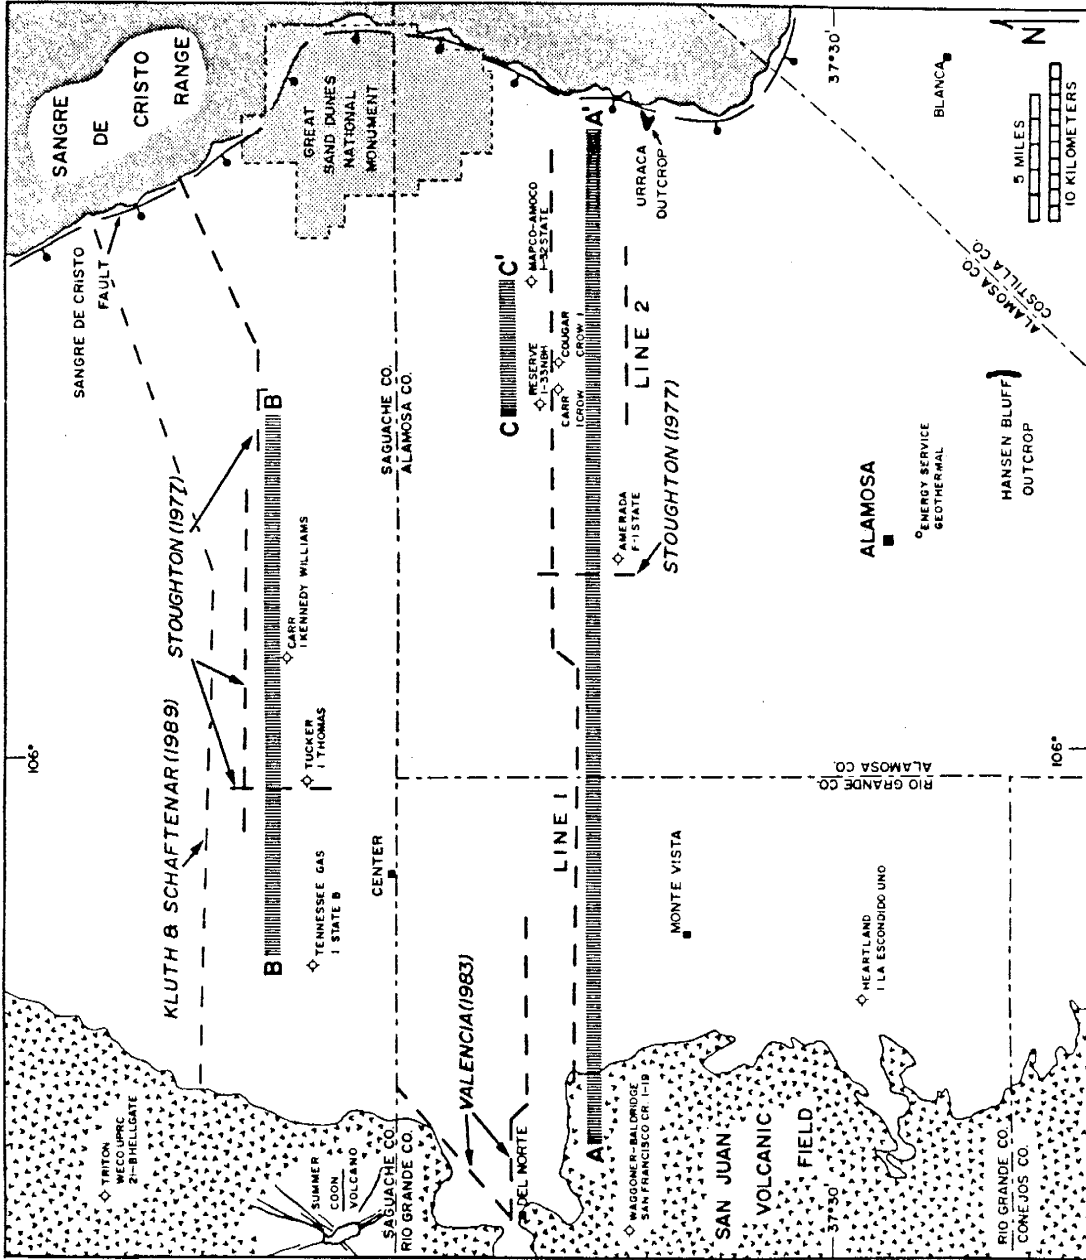 SANGRE
DE
CRISTO
RANGE
SANGRE DE CRISTO
FAULT
GREAT
SAND DUNES
NATIONAL
MONUMENT
STOUGHTON (1977)
KLUTH & SCHAFTENAR (1989)
106°
TRITON
WECO UPRC
21-8 HELLGATE
SUMMER
COON
VOLCANO
B
B'
CARR
1 KENNEDY WILLIAMS
TUCKER
1 THOMAS
TENNESSEE GAS
1 STATE B
CENTER
SAGUACHE CO.
ALAMOSA CO.
SAGUACHE CO.
RIO GRANDE CO.
VALENCIA (1983)
DEL NORTE
C
C'
MAPCO-AMOCO
1-32 STATE
RESERVE
1-33NBH
CARR
1 CROW
COUGAR
CROW 1
A
A'
LINE 1
LINE 2
URRACA
OUTCROP
AMERADA
F-1 STATE
STOUGHTON (1977)
RIO GRANDE CO.
ALAMOSA CO.
MONTE VISTA
WAGGONER-BALDRIDGE
SAN FRANCISCO CR. 1-19
SAN JUAN
VOLCANIC
FIELD
HEARTLAND
1 LA ESCONDIDO UNO
37°30'
37°30'
ALAMOSA
ENERGY SERVICE
GEOTHERMAL
HANSEN BLUFF
OUTCROP
BLANCA
ALAMOSA CO.
COSTILLA CO.
RIO GRANDE CO.
CONEJOS CO.
106°
5 MILES
10 KILOMETERS
N